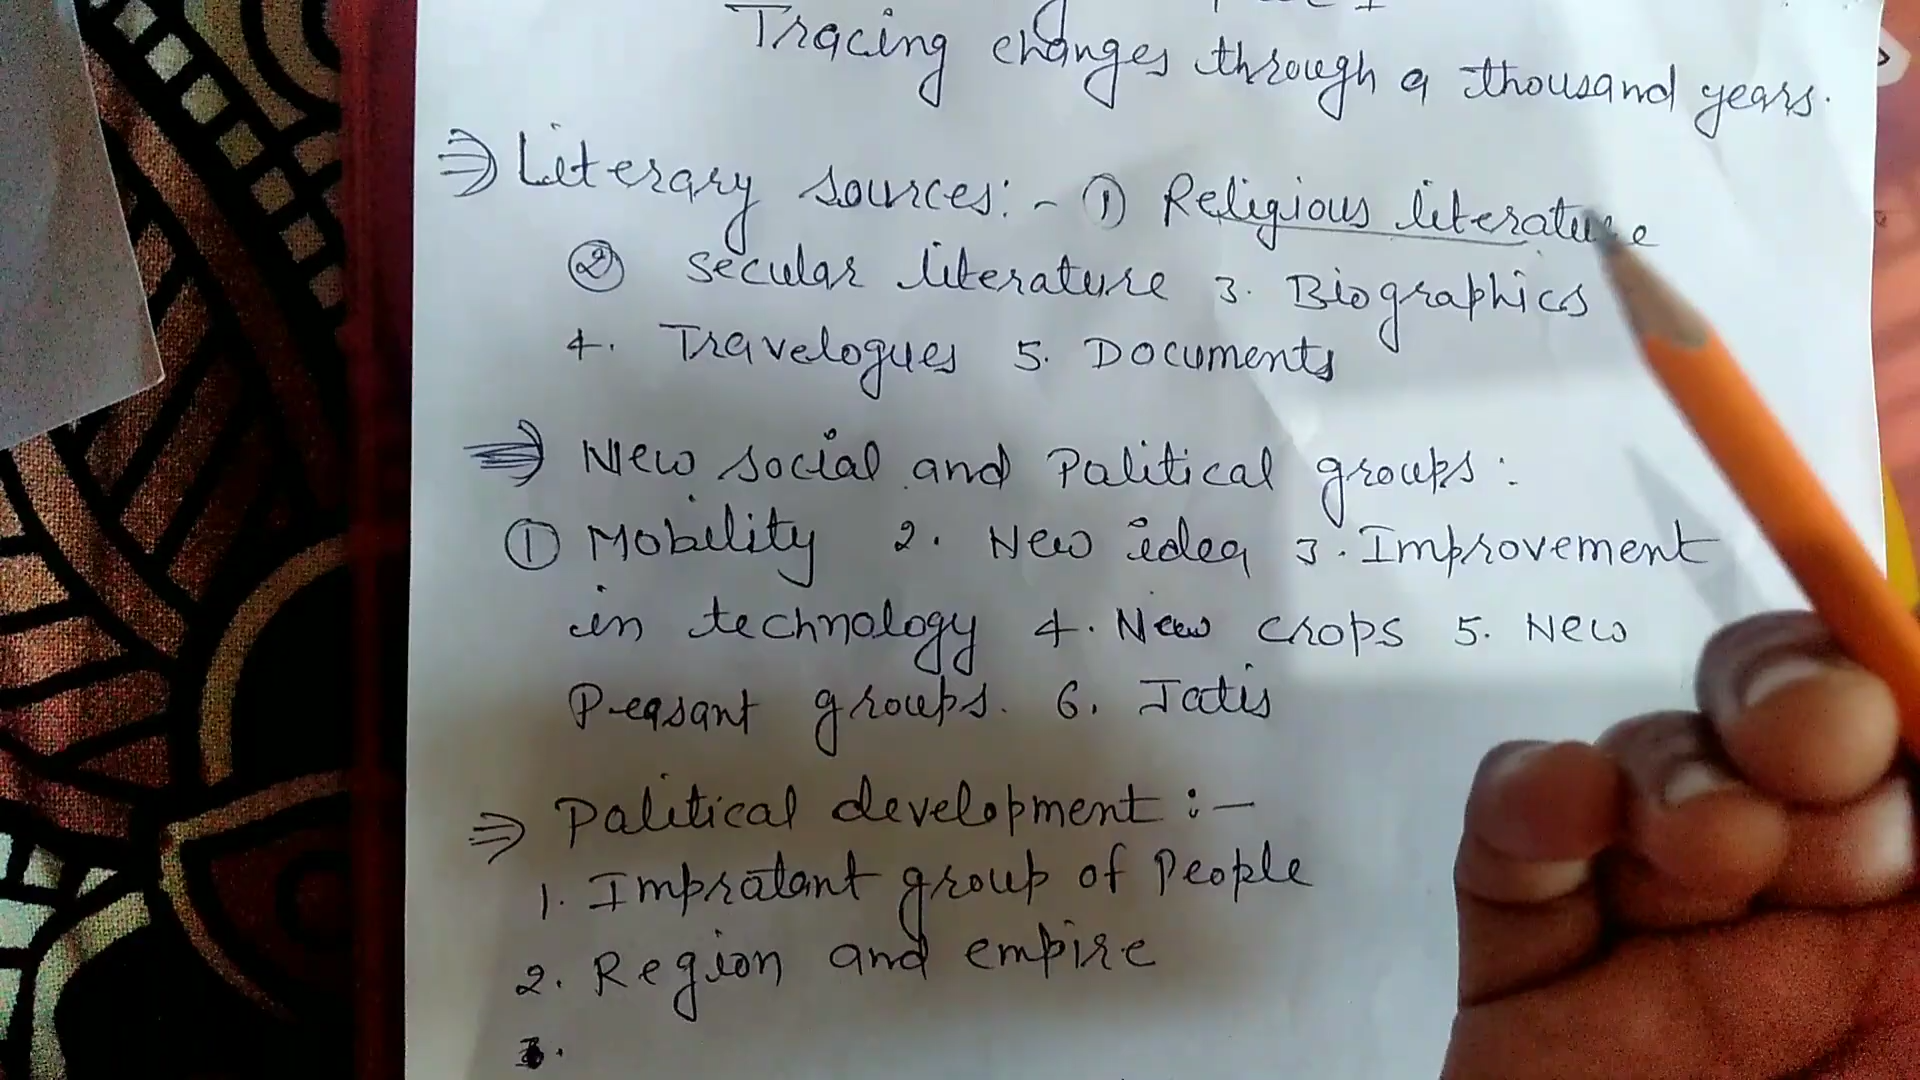 Tracing changes through a thousand years.
⇒ Literary sources:- ① Religious literature
② Secular literature 3. Biographics
4. Travelogues 5. Documents
⇒ New social and Palitical groups:
① Mobility 2. New idea 3. Improvement
in technology 4. New crops 5. New
Peasant groups. 6. Jatis
⇒ Palitical development :-
1. Impratant group of People
2. Region and empire
3.